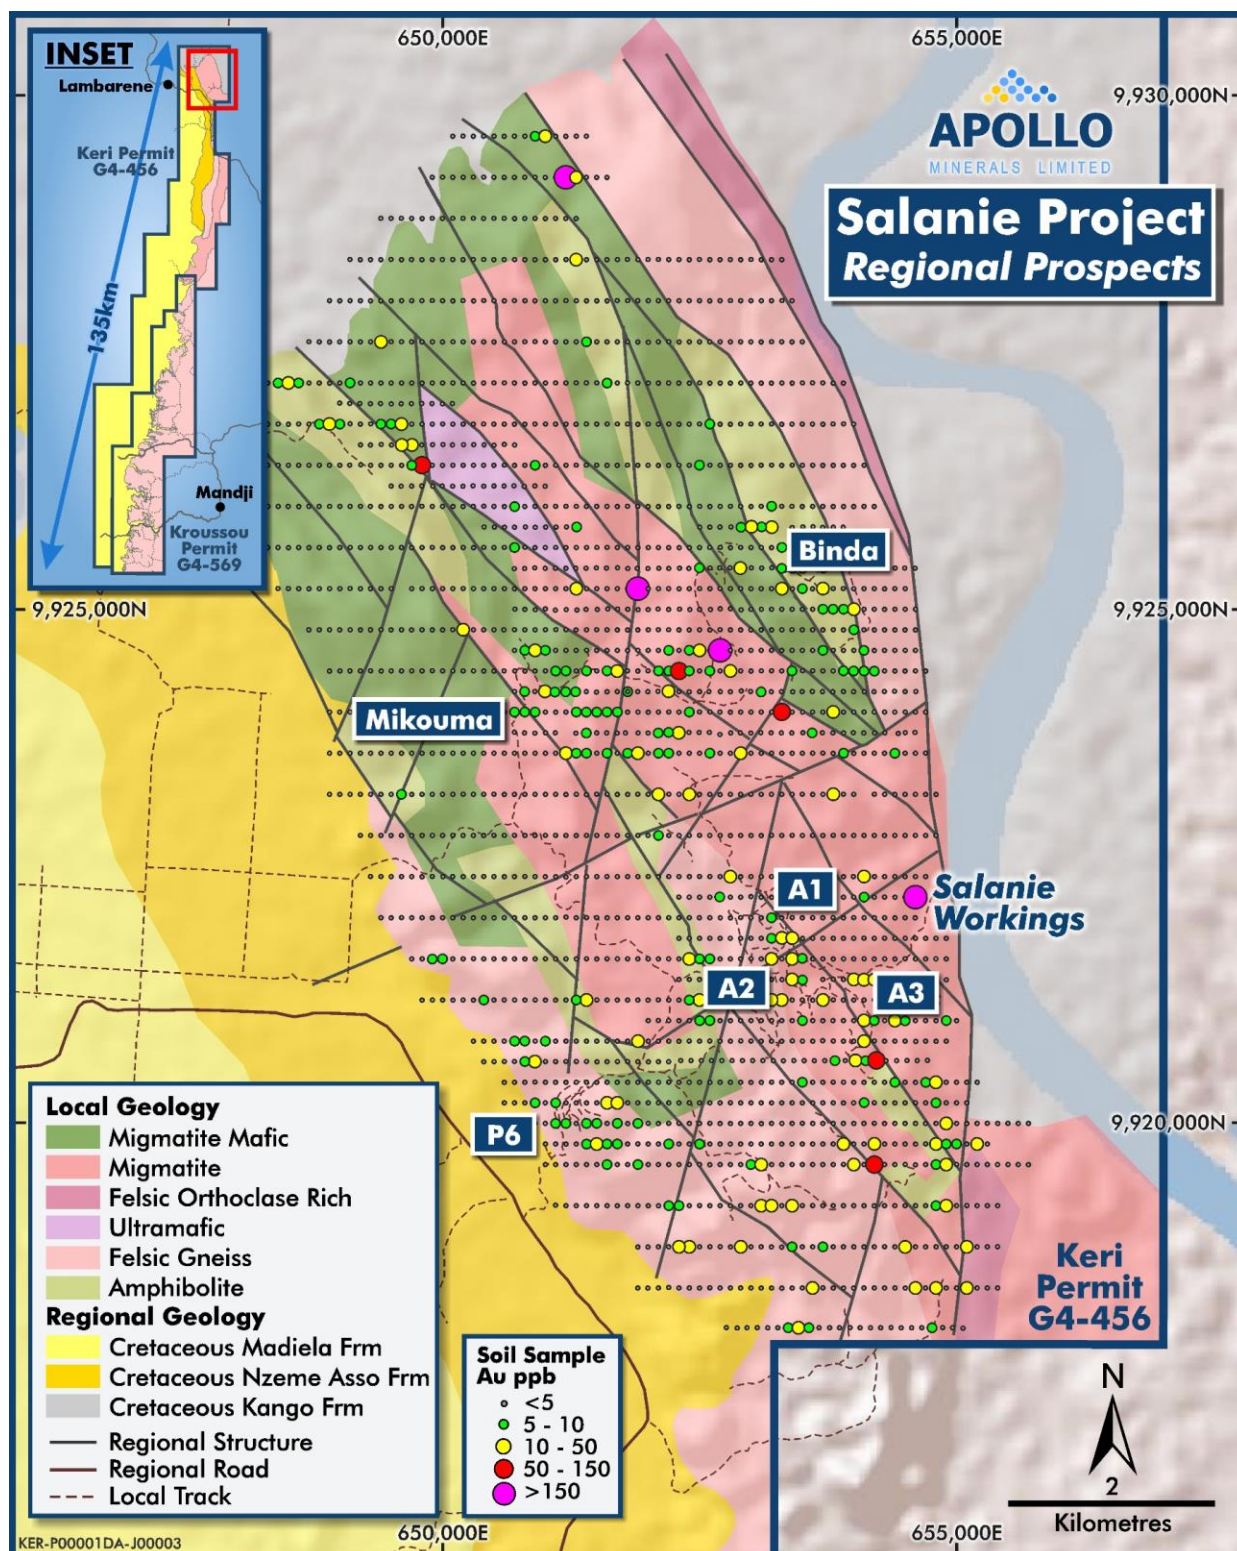 650,000E
655,000E
INSET
Lambarene
Keri Permit
G4-456
135km
Mandji
Kroussou
Permit
G4-569
9,930,000N
APOLLO
MINERALS LIMITED
Salanie Project
Regional Prospects
Binda
9,925,000N
9,925,000N
Mikouma
A1
Salanie
Workings
A2
A3
P6
9,920,000N
Keri
Permit
G4-456
Local Geology
Migmatite Mafic
Migmatite
Felsic Orthoclase Rich
Ultramafic
Felsic Gneiss
Amphibolite
Regional Geology
Cretaceous Madiela Frm
Cretaceous Nzeme Asso Frm
Cretaceous Kango Frm
Regional Structure
Regional Road
Local Track
Soil Sample
Au ppb
<5
5 - 10
10 - 50
50 - 150
>150
N
2
Kilometres
KER-P00001DA-J00003
650,000E
655,000E